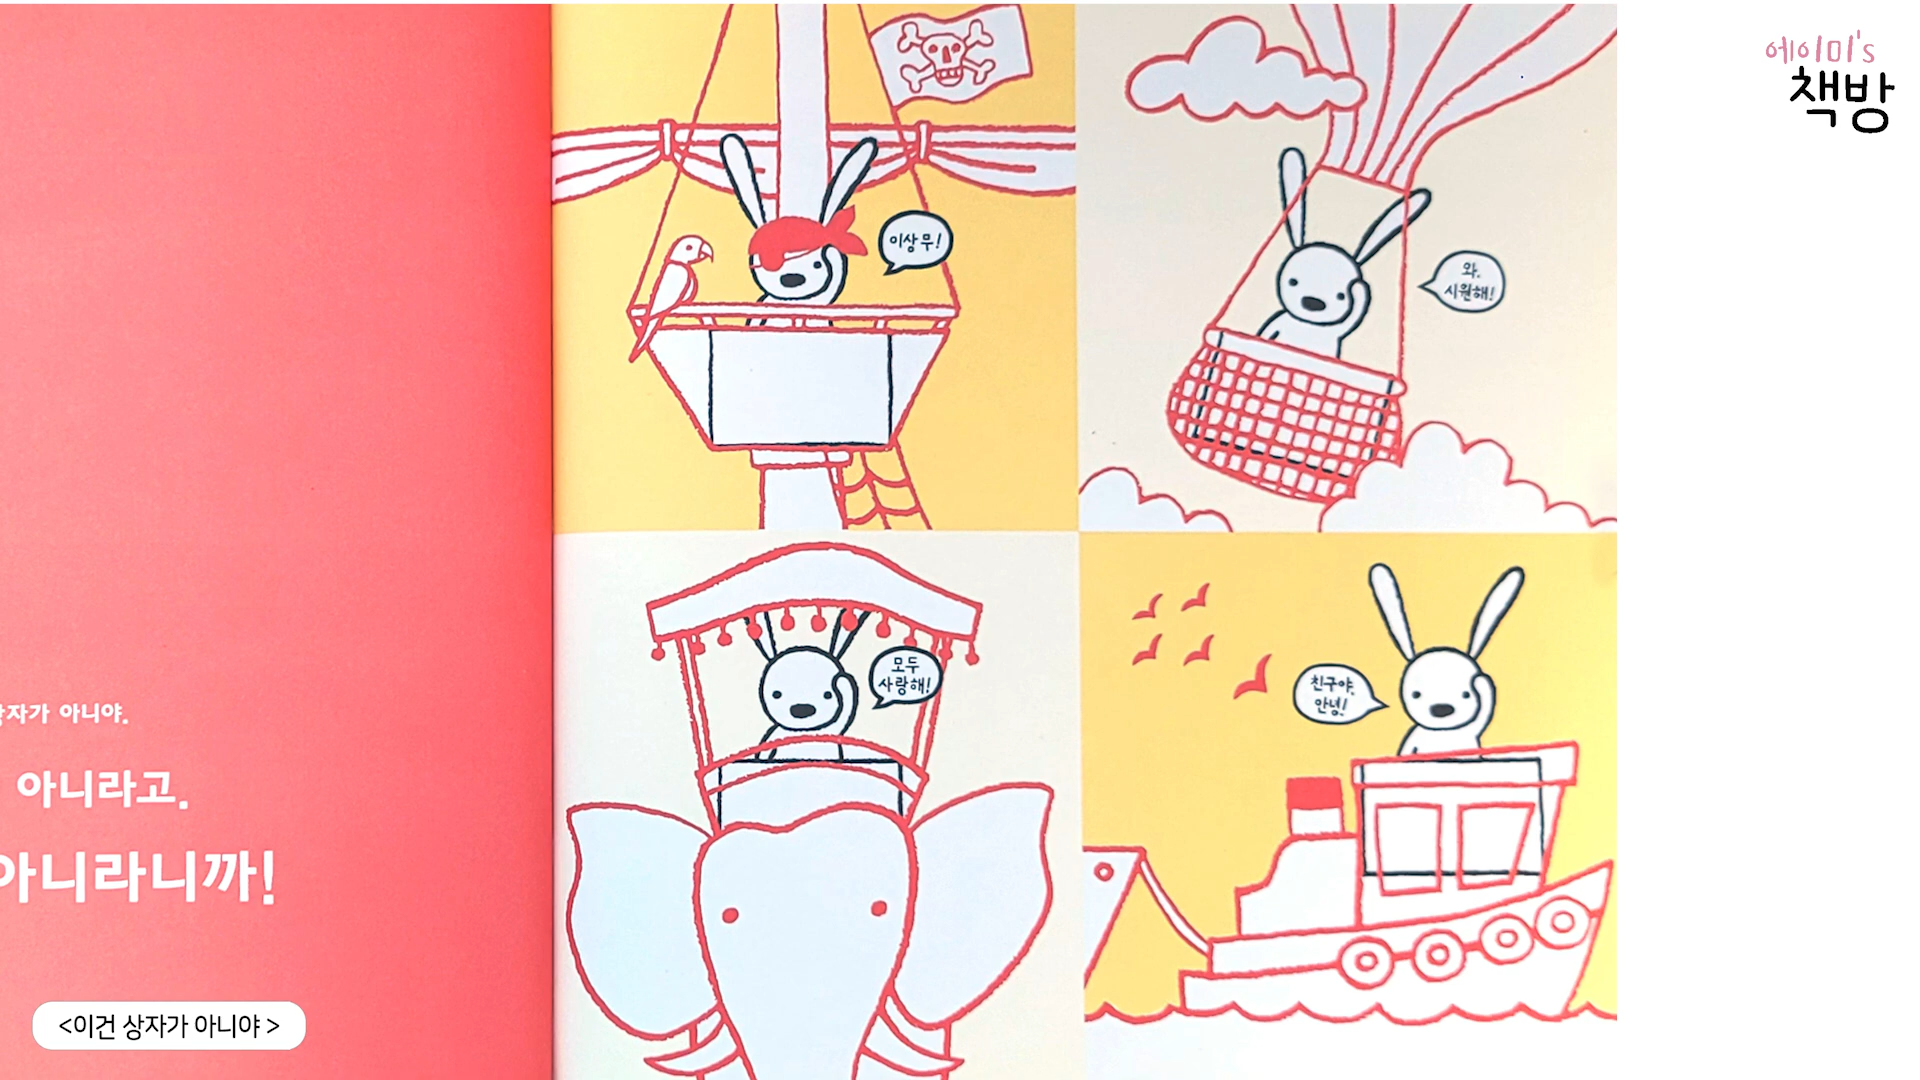 에이미's
책방
상자가 아니야.
아니라고.
아니라니까!
이상 무!
와,
시원해!
모두
사랑해!
친구야,
안녕!
<이건 상자가 아니야 >